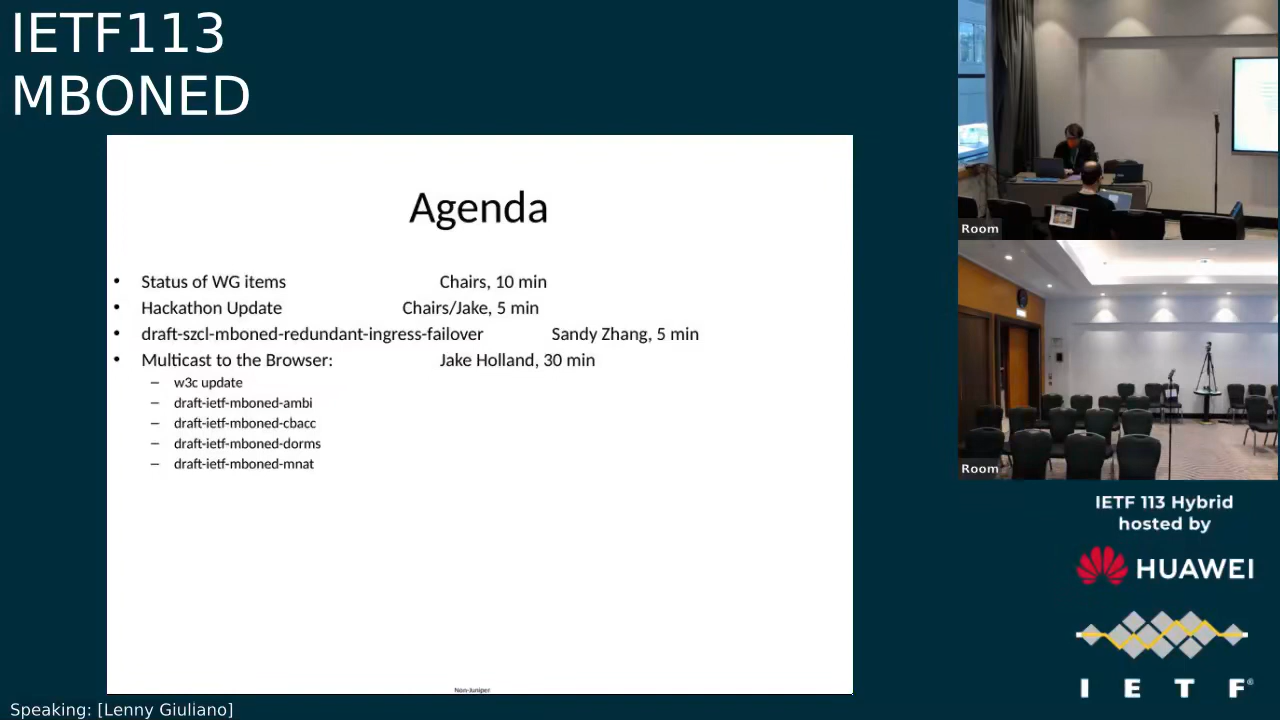 IETF113
MBONED
Agenda
• Status of WG items Chairs, 10 min
• Hackathon Update Chairs/Jake, 5 min
• draft-szcl-mboned-redundant-ingress-failover Sandy Zhang, 5 min
• Multicast to the Browser: Jake Holland, 30 min
– w3c update
– draft-ietf-mboned-ambi
– draft-ietf-mboned-cbacc
– draft-ietf-mboned-dorms
– draft-ietf-mboned-mnat
Non-Juniper
Speaking: [Lenny Giuliano]
Room
Room
IETF 113 Hybrid
hosted by
HUAWEI
I E T F®